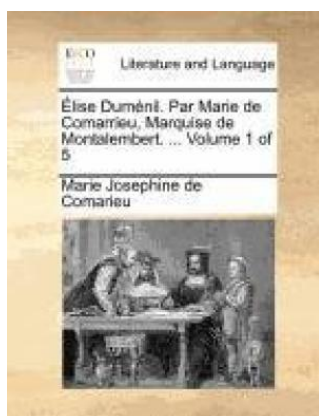 ECCO
Literature and Language
Élise Duménil. Par Marie de
Comarrieu, Marquise de
Montalembert. ... Volume 1 of
5
Marie Josephine de
Comarieu